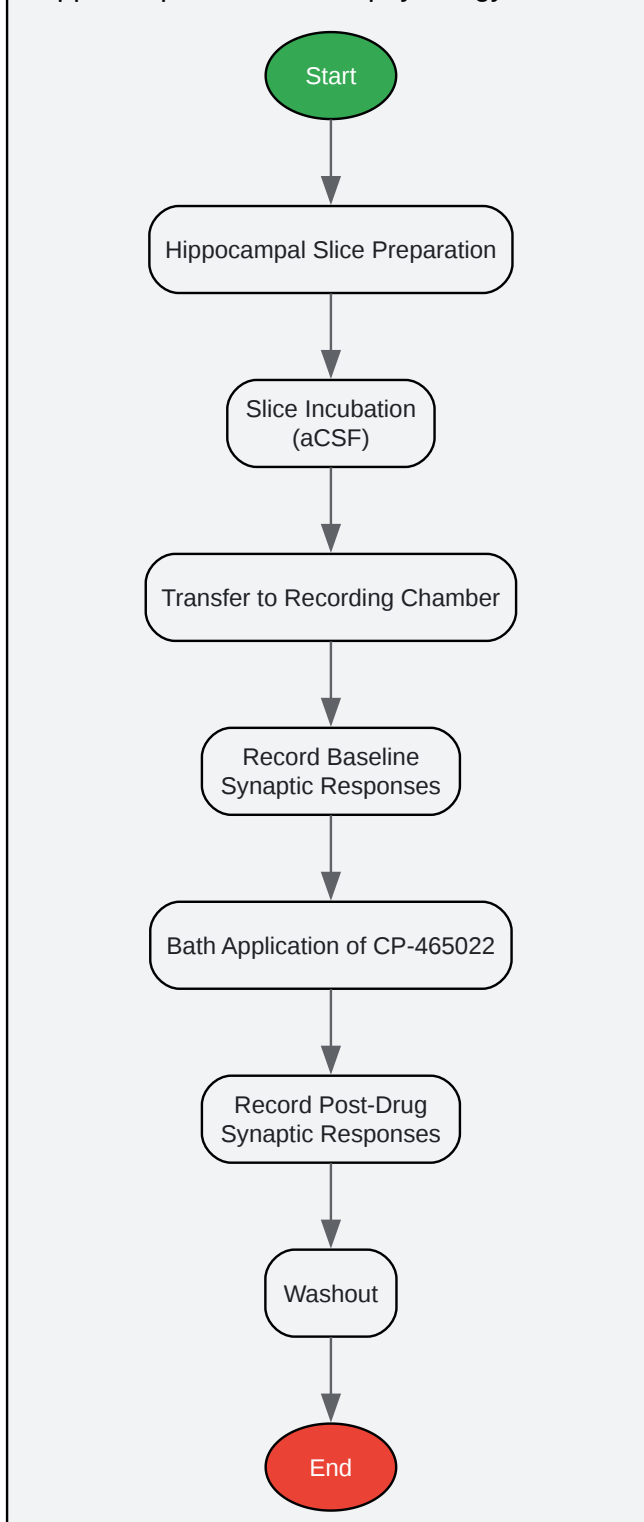 Start
Hippocampal Slice Preparation
Slice Incubation
(aCSF)
Transfer to Recording Chamber
Record Baseline
Synaptic Responses
Bath Application of CP-465022
Record Post-Drug
Synaptic Responses
Washout
End